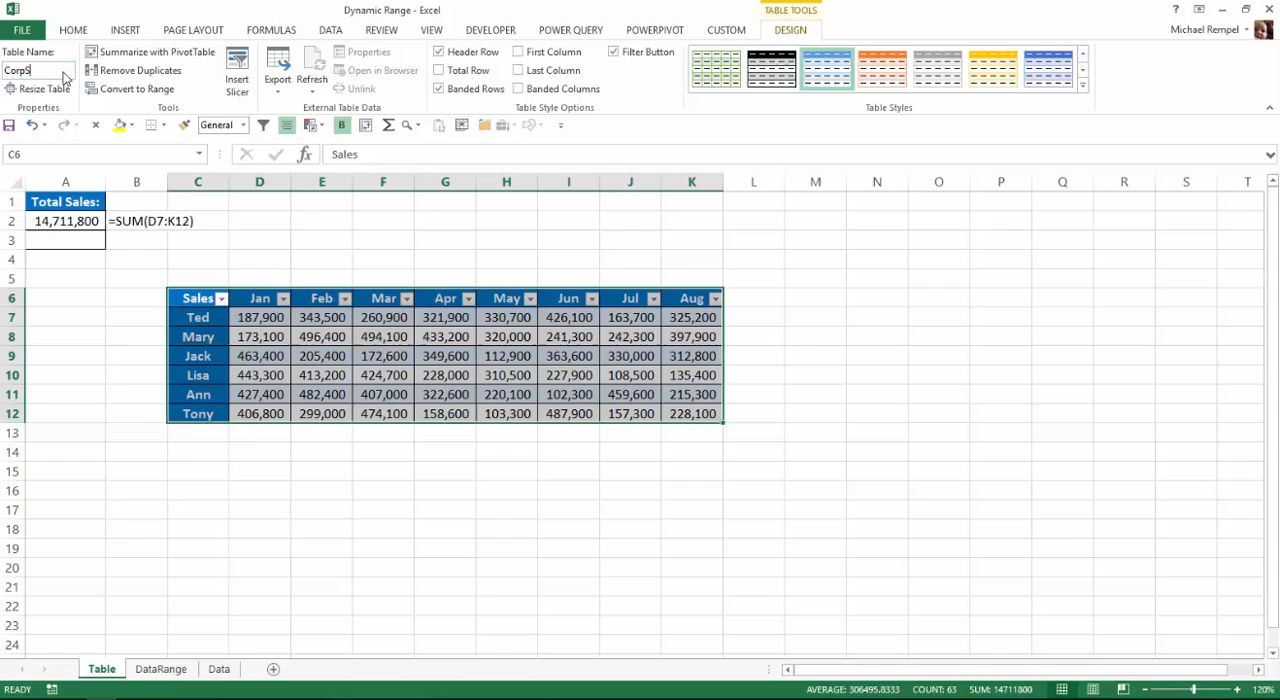 Dynamic Range - Excel
TABLE TOOLS
FILE HOME INSERT PAGE LAYOUT FORMULAS DATA REVIEW VIEW DEVELOPER POWER QUERY POWERPIVOT CUSTOM DESIGN Michael Rempel
Table Name: Summarize with PivotTable Properties Header Row First Column Filter Button
CorpS Remove Duplicates Open in Browser Total Row Last Column
Resize Table Convert to Range Insert Slicer Export Refresh Unlink Banded Rows Banded Columns
Properties Tools External Table Data Table Style Options Table Styles
General
C6 Sales
A B C D E F G H I J K L M N O P Q R S T
1 Total Sales:
2 14,711,800 =SUM(D7:K12)
3
4
5
6 Sales Jan Feb Mar Apr May Jun Jul Aug
7 Ted 187,900 343,500 260,900 321,900 330,700 426,100 163,700 325,200
8 Mary 173,100 496,400 494,100 433,200 320,000 241,300 242,300 397,900
9 Jack 463,400 205,400 172,600 349,600 112,900 363,600 330,000 312,800
10 Lisa 443,300 413,200 424,700 228,000 310,500 227,900 108,500 135,400
11 Ann 427,400 482,400 407,000 322,600 220,100 102,300 459,600 215,300
12 Tony 406,800 299,000 474,100 158,600 103,300 487,900 157,300 228,100
13
14
15
16
17
18
19
20
21
22
23
24
Table DataRange Data
READY AVERAGE: 306495.8333 COUNT: 63 SUM: 14711800 120%